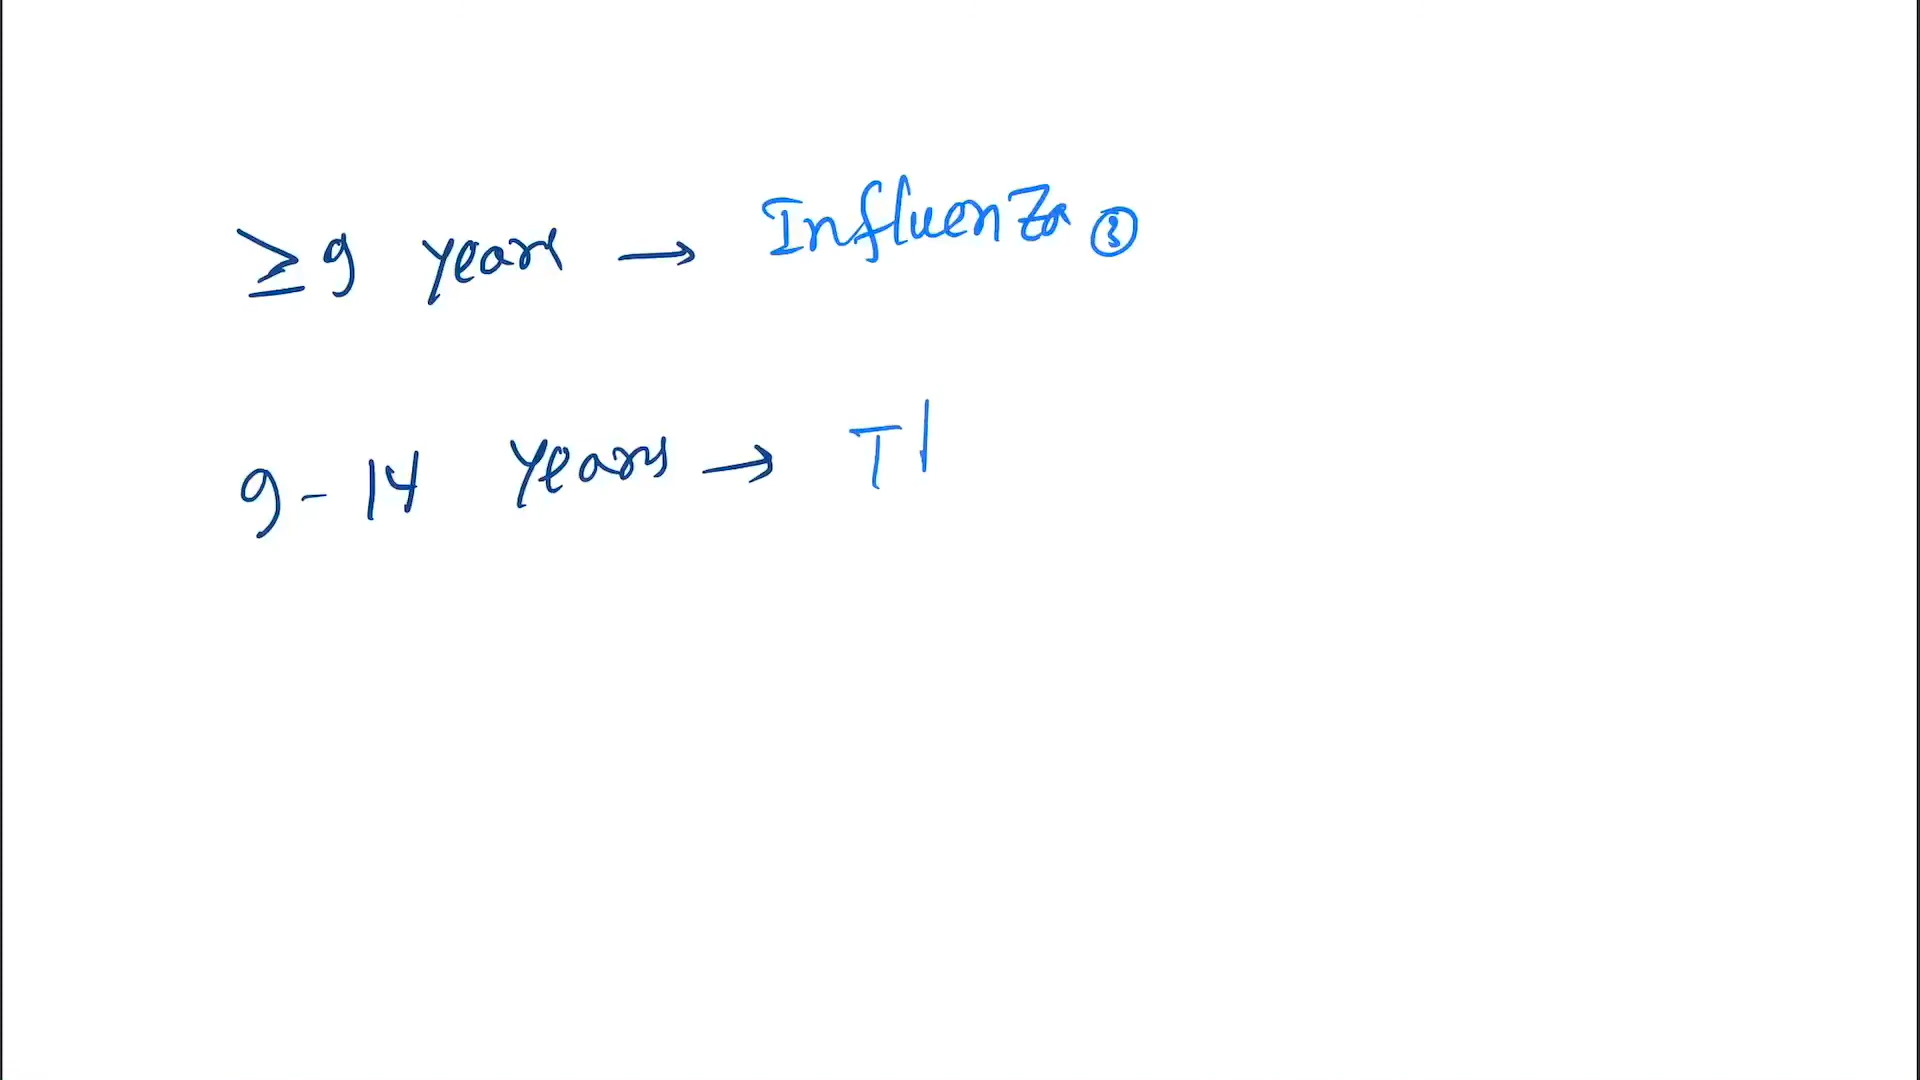 ≥ 9 years → Influenza ③
9 - 14 years → T